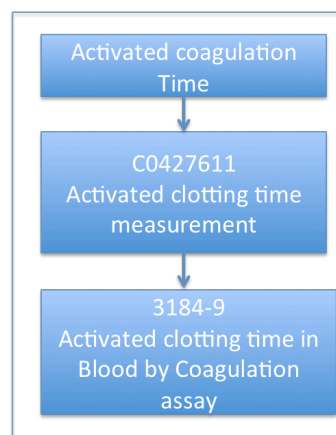 Activated coagulation
Time
C0427611
Activated clotting time
measurement
3184-9
Activated clotting time in
Blood by Coagulation
assay